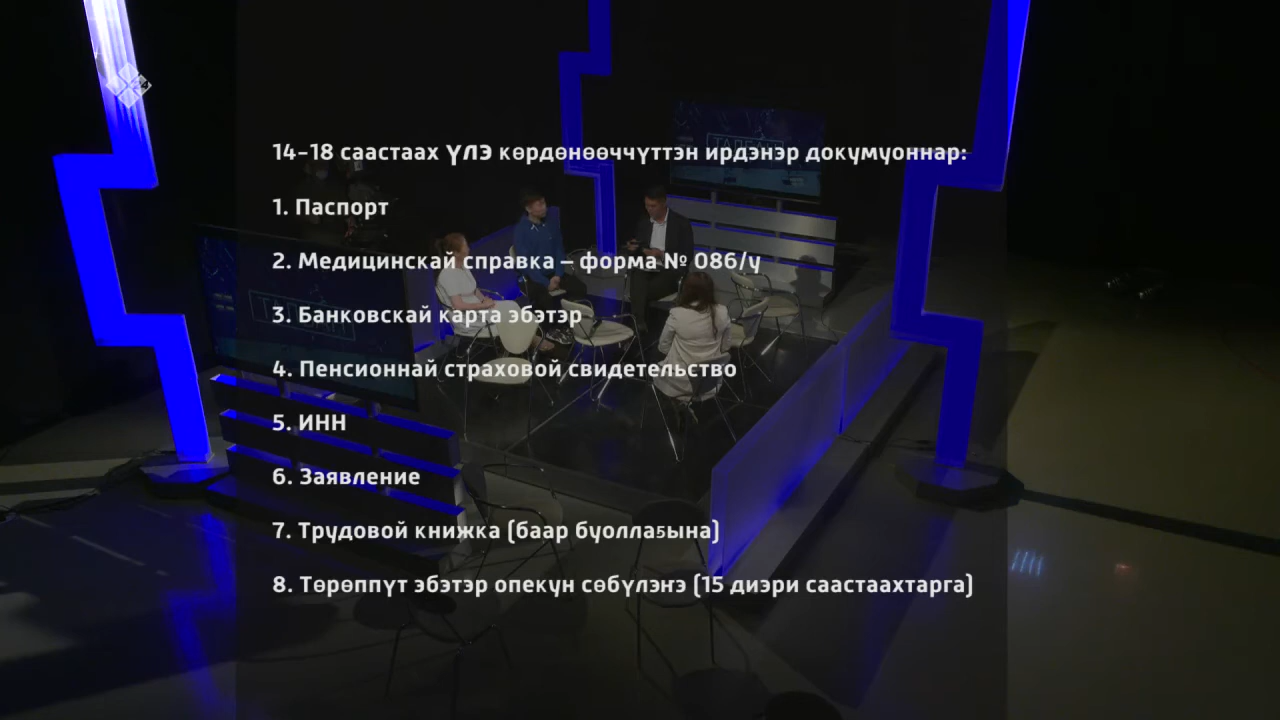 14-18 саастаах ҮЛЭ көрдөнөөччүттэн ирдэнэр докумуоннар:
1. Паспорт
2. Медицинскай справка – форма № 086/у
3. Банковскай карта эбэтэр
4. Пенсионнай страховой свидетельство
5. ИНН
6. Заявление
7. Трудовой книжка (баар буоллаҕына)
8. Төрөппүт эбэтэр опекун сөбүлэҥэ (15 диэри саастаахтарга)